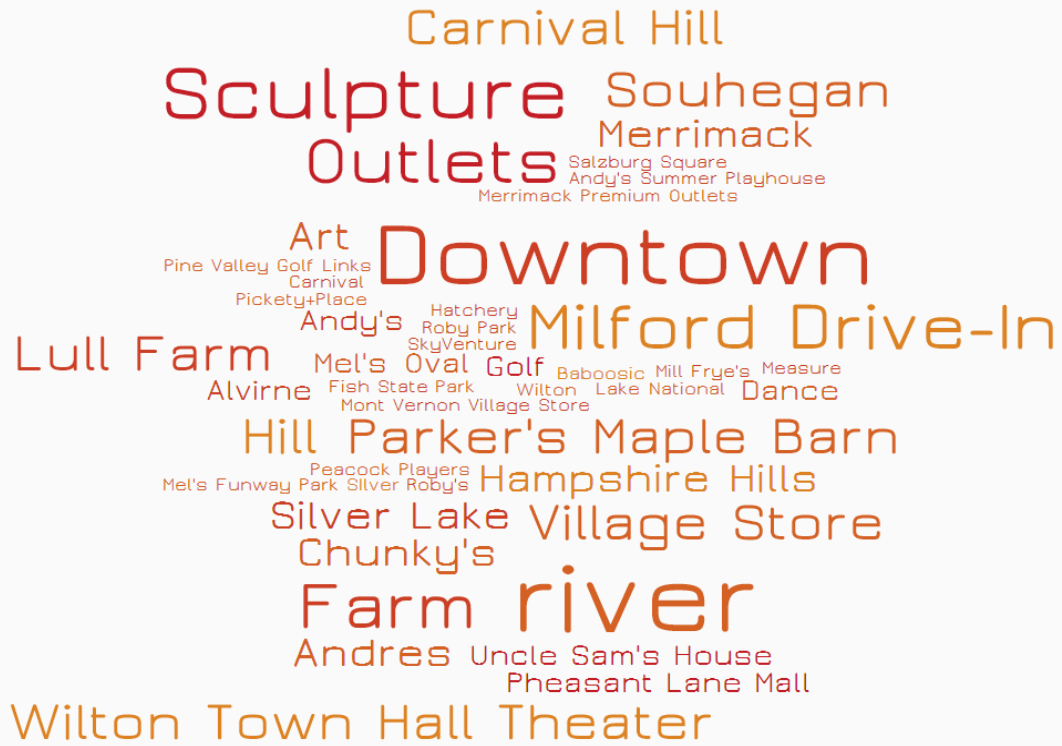 Carnival Hill
Sculpture Souhegan
Merrimack
Outlets Salzburg Square
Andy's Summer Playhouse
Merrimack Premium Outlets
Art Downtown
Pine Valley Golf Links
Carnival
Pickety+Place
Andy's Hatchery Milford Drive-In
Roby Park
SkyVenture
Lull Farm Mel's Oval Golf Baboosic Mill Frye's Measure
Alvirne Fish State Park Wilton Lake National Dance
Mont Vernon Village Store
Hill Parker's Maple Barn
Peacock Players Hampshire Hills
Mel's Funway Park SIlver Roby's
Silver Lake Village Store
Chunky's
Farm river
Andres Uncle Sam's House
Pheasant Lane Mall
Wilton Town Hall Theater